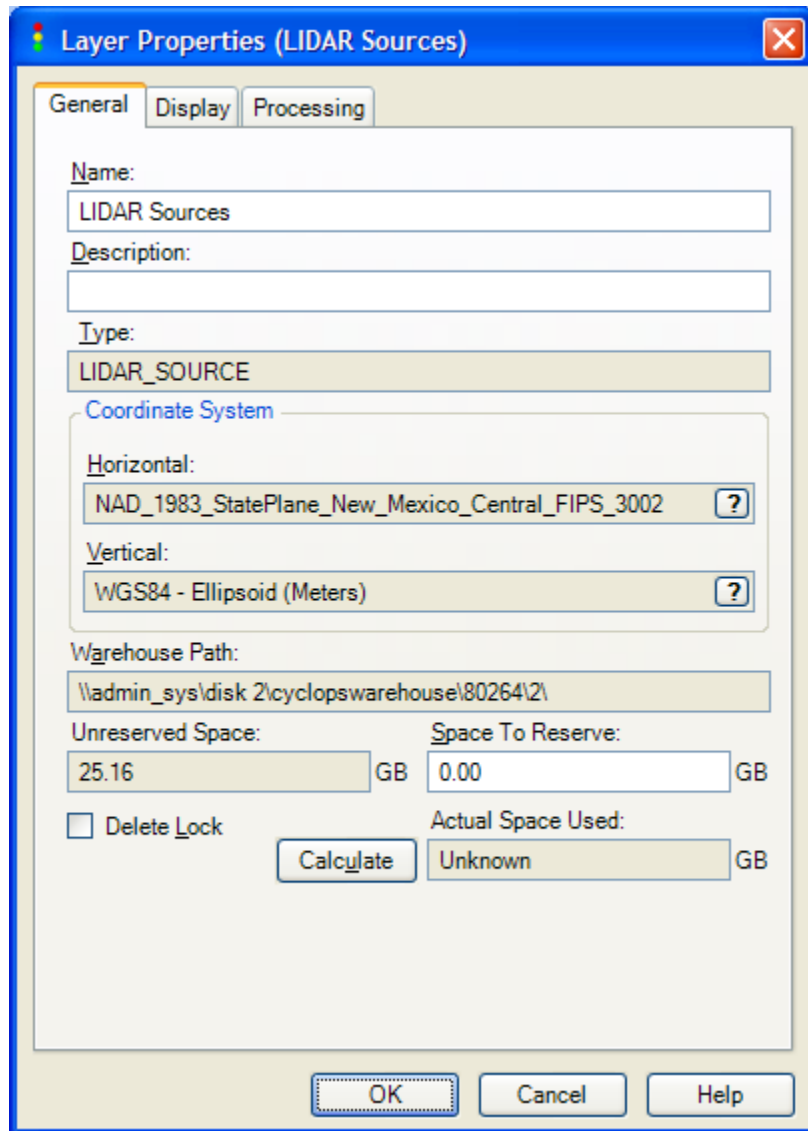 Layer Properties (LIDAR Sources)
General Display Processing
Name:
LIDAR Sources
Description:
Type:
LIDAR_SOURCE
Coordinate System
Horizontal:
NAD_1983_StatePlane_New_Mexico_Central_FIPS_3002 ?
Vertical:
WGS84 - Ellipsoid (Meters) ?
Warehouse Path:
\\admin_sys\disk 2\cyclopswarehouse\80264\2\
Unreserved Space: Space To Reserve:
25.16 GB 0.00 GB
Delete Lock Actual Space Used:
Calculate Unknown GB
OK Cancel Help